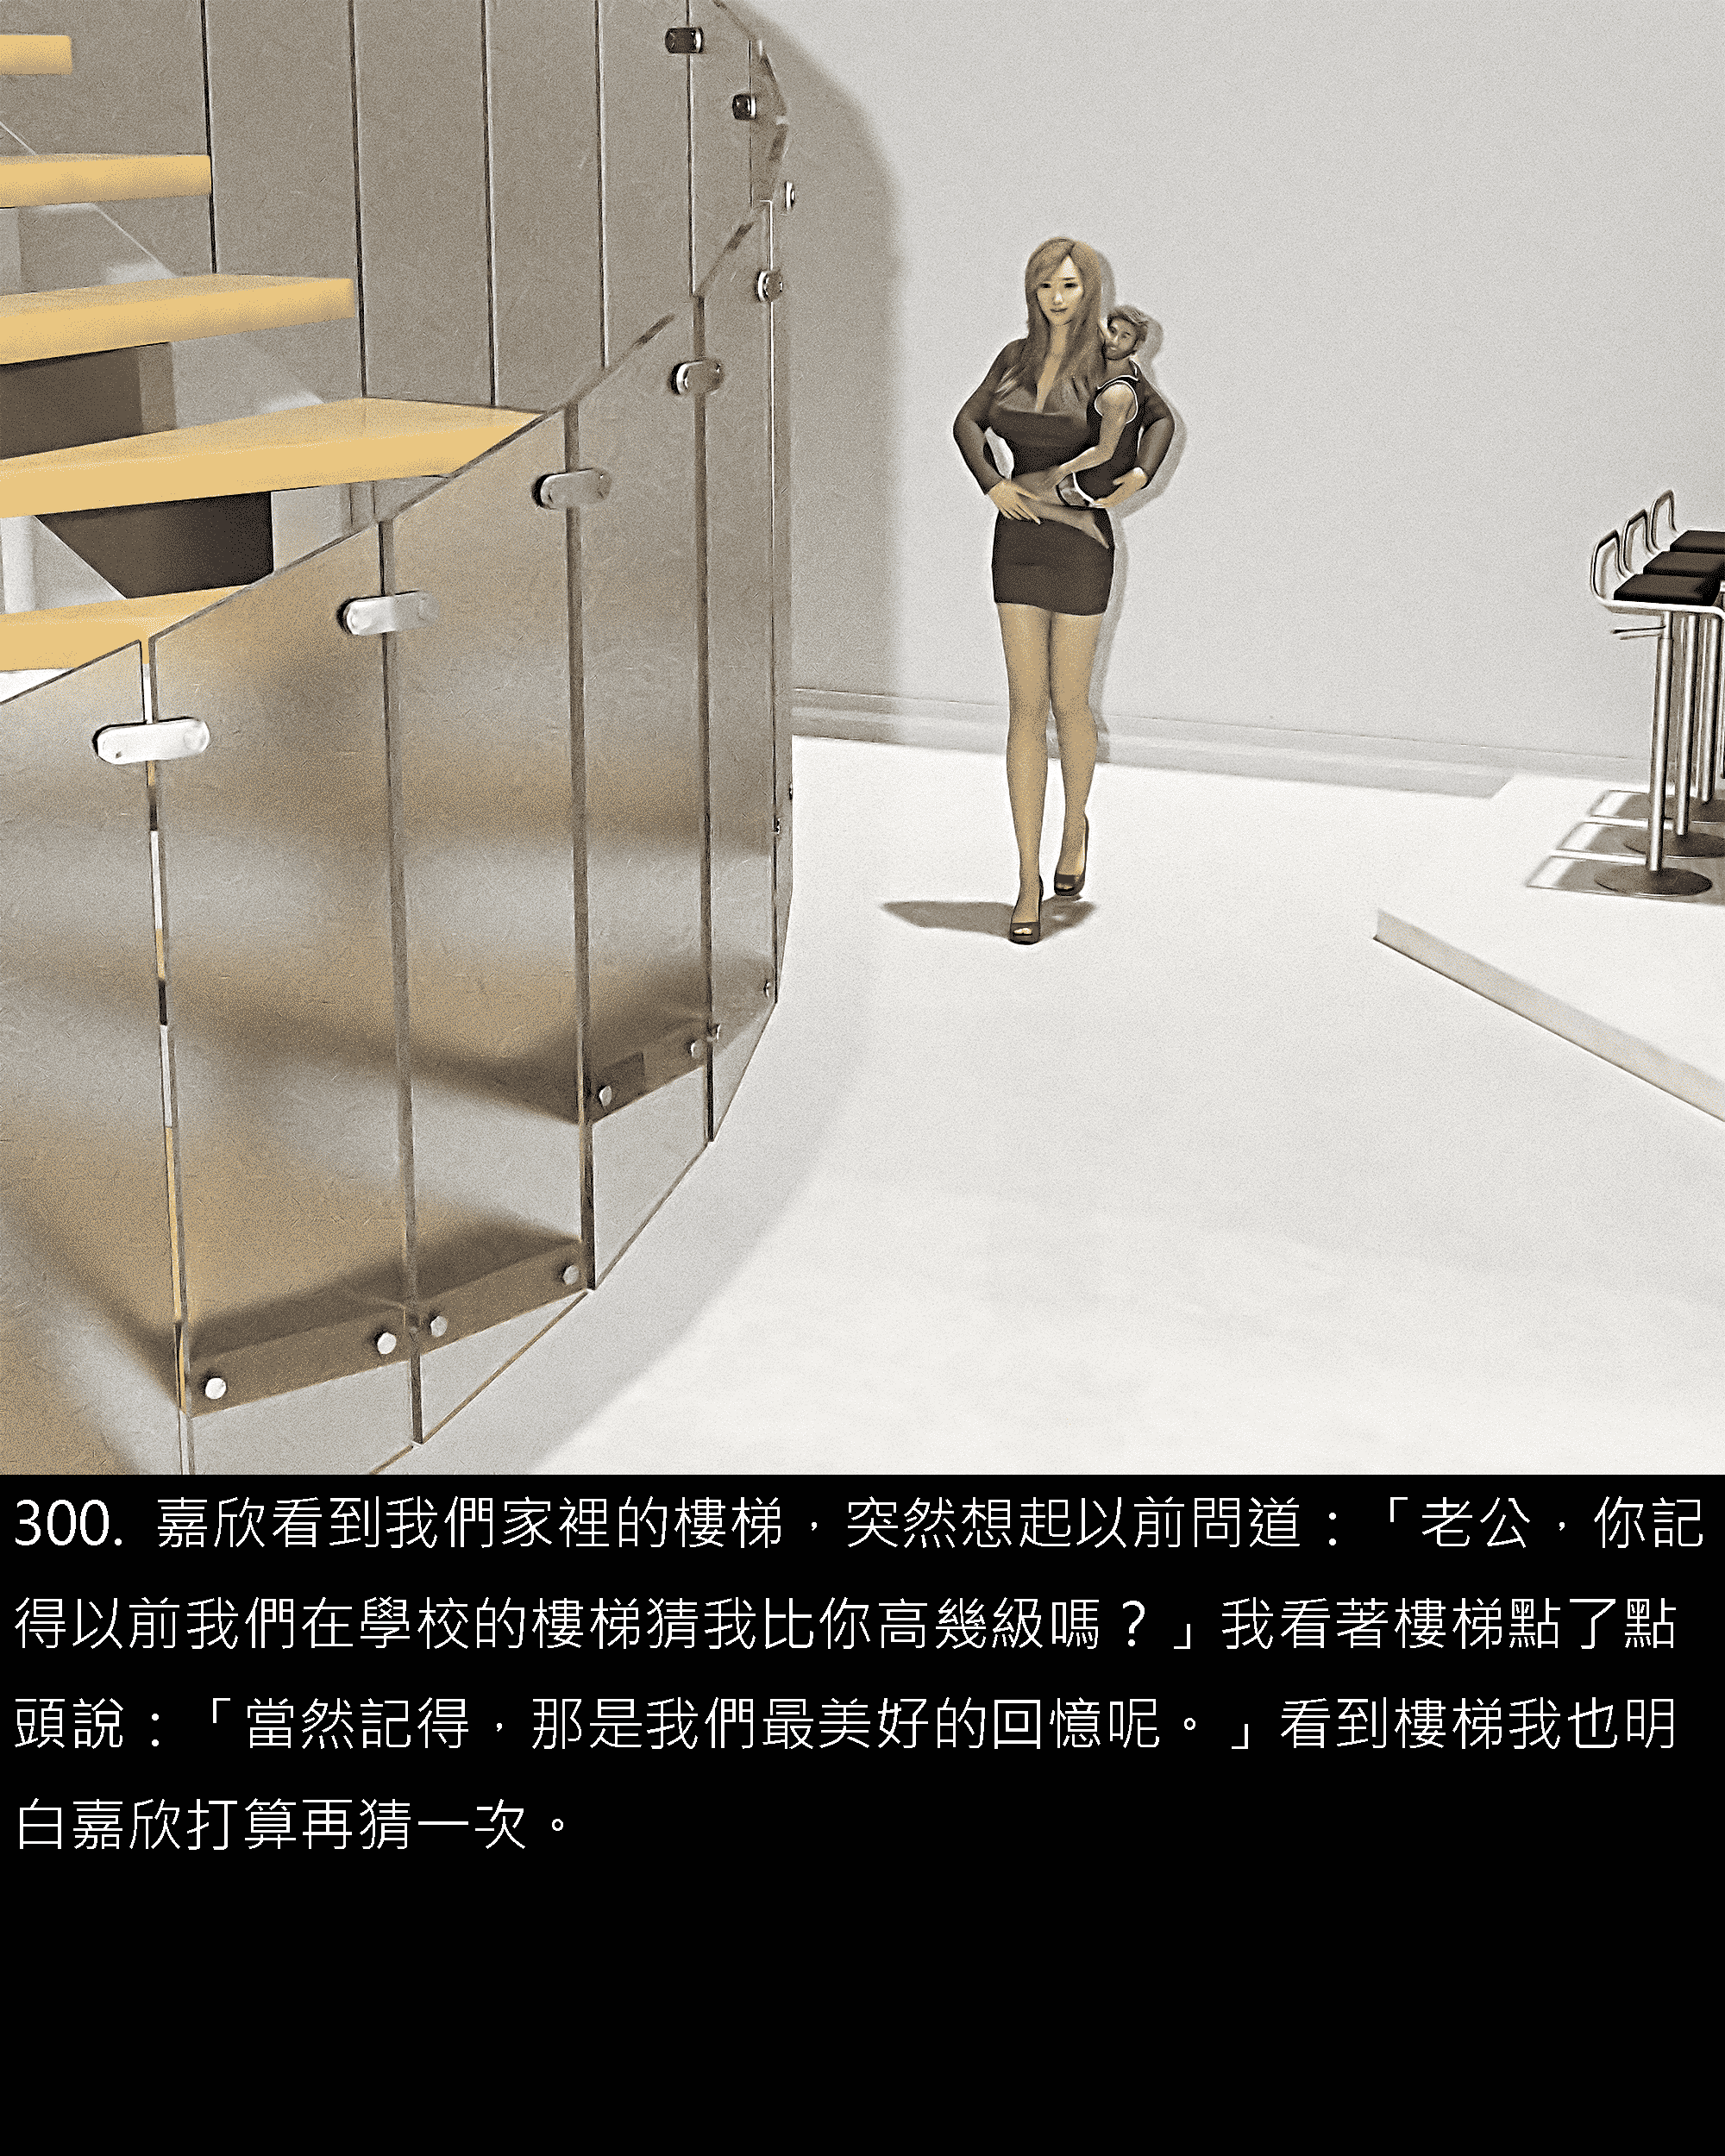 300. 嘉欣看到我們家裡的樓梯，突然想起以前問道：「老公，你記
得以前我們在學校的樓梯猜我比你高幾級嗎？」我看著樓梯點了點
頭說：「當然記得，那是我們最美好的回憶呢。」看到樓梯我也明
白嘉欣打算再猜一次。